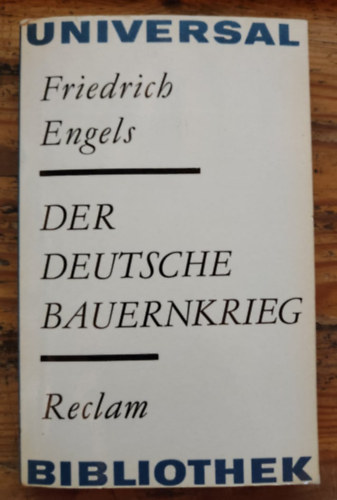 UNIVERSAL
Friedrich
Engels
DER
DEUTSCHE
BAUERNKRIEG
Reclam
BIBLIOTHEK